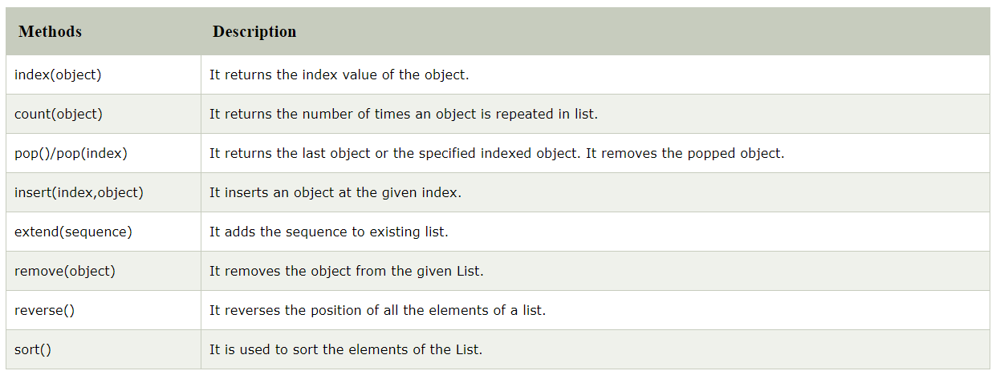 Methods Description
index(object) It returns the index value of the object.
count(object) It returns the number of times an object is repeated in list.
pop()/pop(index) It returns the last object or the specified indexed object. It removes the popped object.
insert(index,object) It inserts an object at the given index.
extend(sequence) It adds the sequence to existing list.
remove(object) It removes the object from the given List.
reverse() It reverses the position of all the elements of a list.
sort() It is used to sort the elements of the List.